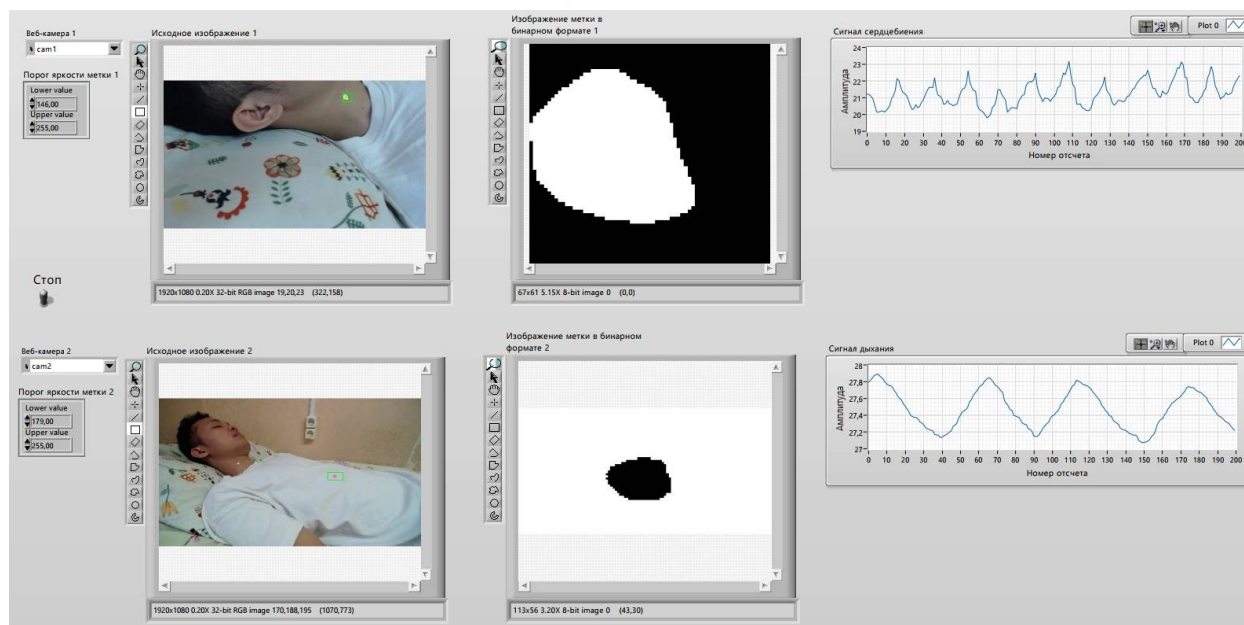 Веб-камера 1
cam1
Порог яркости метки 1
Lower value
146,00
Upper value
255,00
Исходное изображение 1
1920x1080 0.20X 32-bit RGB image 19,20,23 (322,158)
Изображение метки в
бинарном формате 1
67x61 5.15X 8-bit image 0 (0,0)
Plot 0
Сигнал сердцебиения
Амплитуда
24
23
22
21
20
19
0 10 20 30 40 50 60 70 80 90 100 110 120 130 140 150 160 170 180 190 200
Номер отсчета
Стоп
Веб-камера 2
cam2
Порог яркости метки 2
Lower value
179,00
Upper value
255,00
Исходное изображение 2
1920x1080 0.20X 32-bit RGB image 170,188,195 (1070,773)
Изображение метки в бинарном
формате 2
113x56 3.20X 8-bit image 0 (43,30)
Plot 0
Сигнал дыхания
Амплитуда
28
27,8
27,6
27,4
27,2
27
0 10 20 30 40 50 60 70 80 90 100 110 120 130 140 150 160 170 180 190 200
Номер отсчета